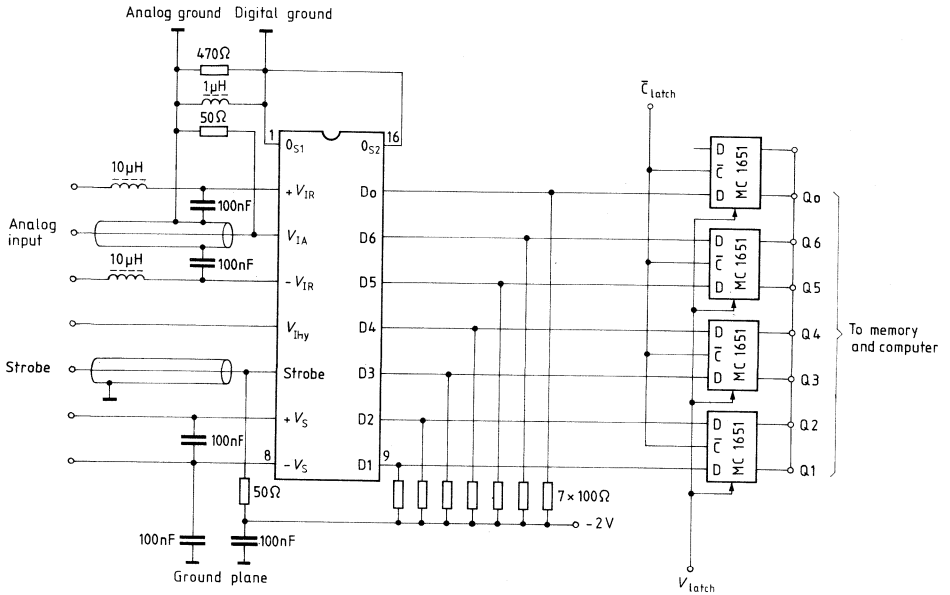 Analog ground
Digital ground
470Ω
1µH
50Ω
C̅latch
1
16
0S1
0S2
D
C̅
D
MC 1651
10µH
+VIR
D0
Q0
100nF
Analog
input
VIA
D6
D
C̅
D
MC 1651
Q6
100nF
10µH
-VIR
D5
Q5
VIhy
D4
D
C̅
D
MC 1651
Q4
To memory
and computer
Strobe
Strobe
D3
Q3
+VS
D2
D
C̅
D
MC 1651
Q2
100nF
8
-VS
D1
9
Q1
50Ω
7×100Ω
-2V
100nF
100nF
Ground plane
Vlatch